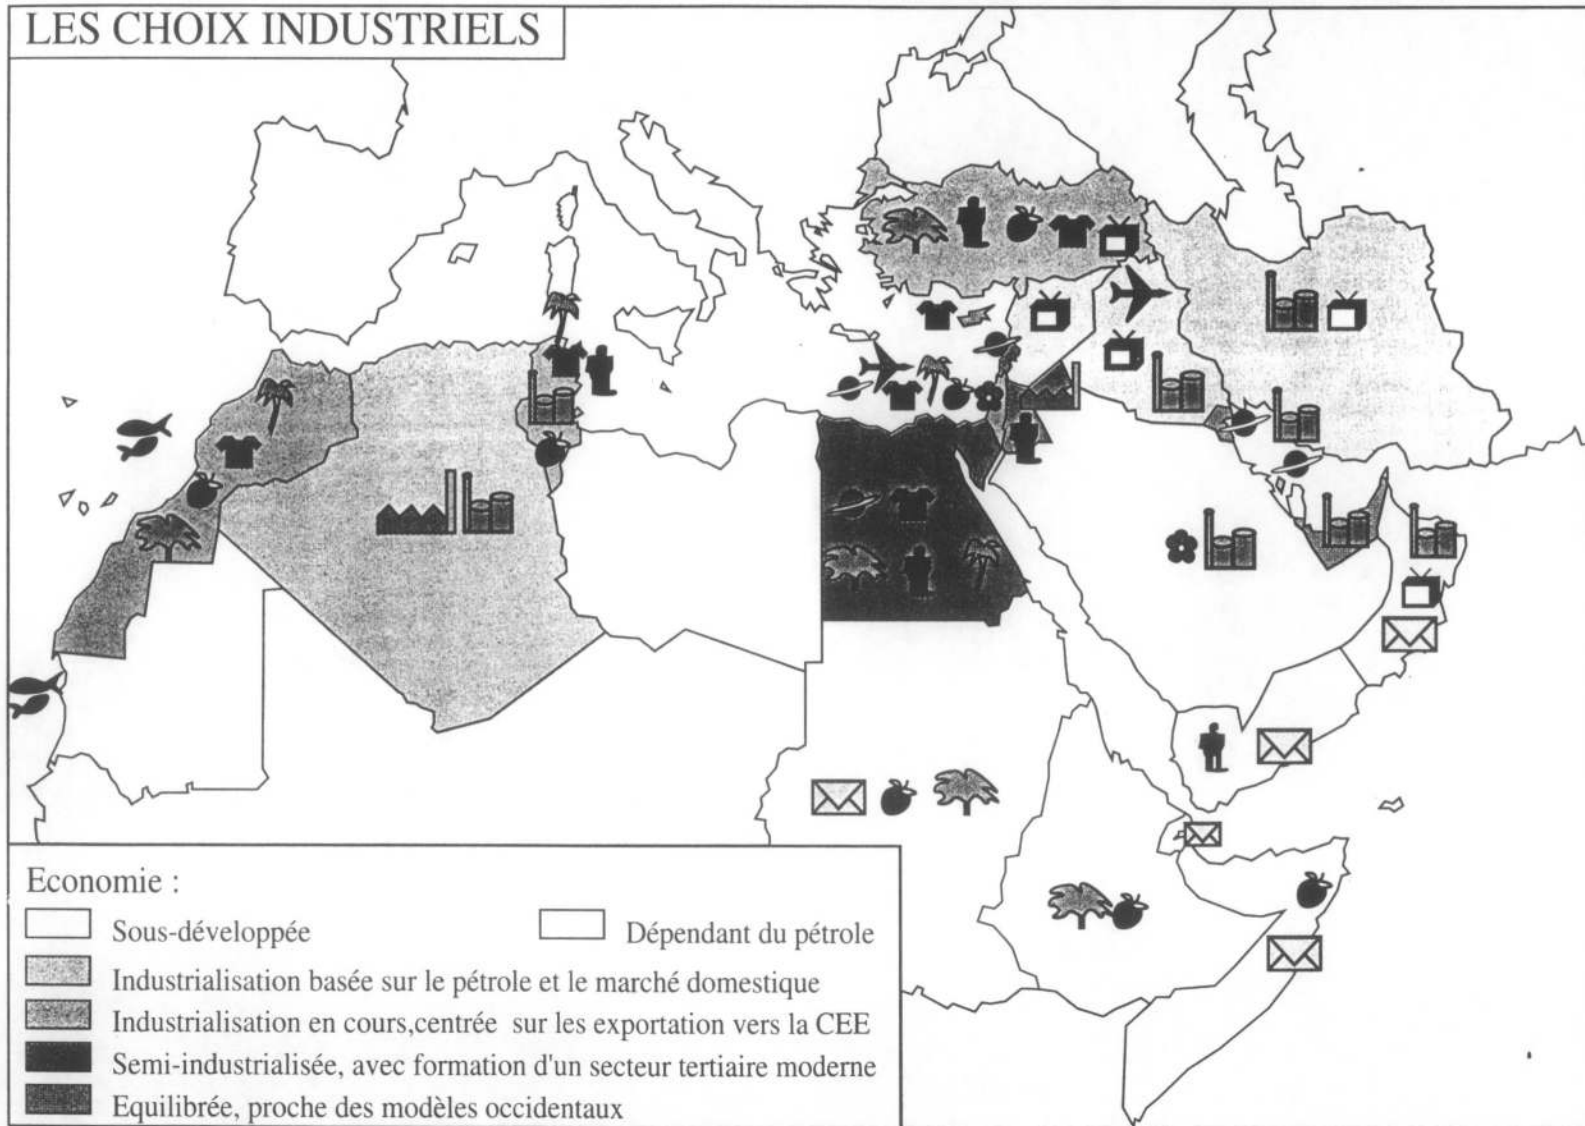 LES CHOIX INDUSTRIELS
Economie :
Sous-développée
Dépendant du pétrole
Industrialisation basée sur le pétrole et le marché domestique
Industrialisation en cours,centrée sur les exportation vers la CEE
Semi-industrialisée, avec formation d'un secteur tertiaire moderne
Equilibrée, proche des modèles occidentaux